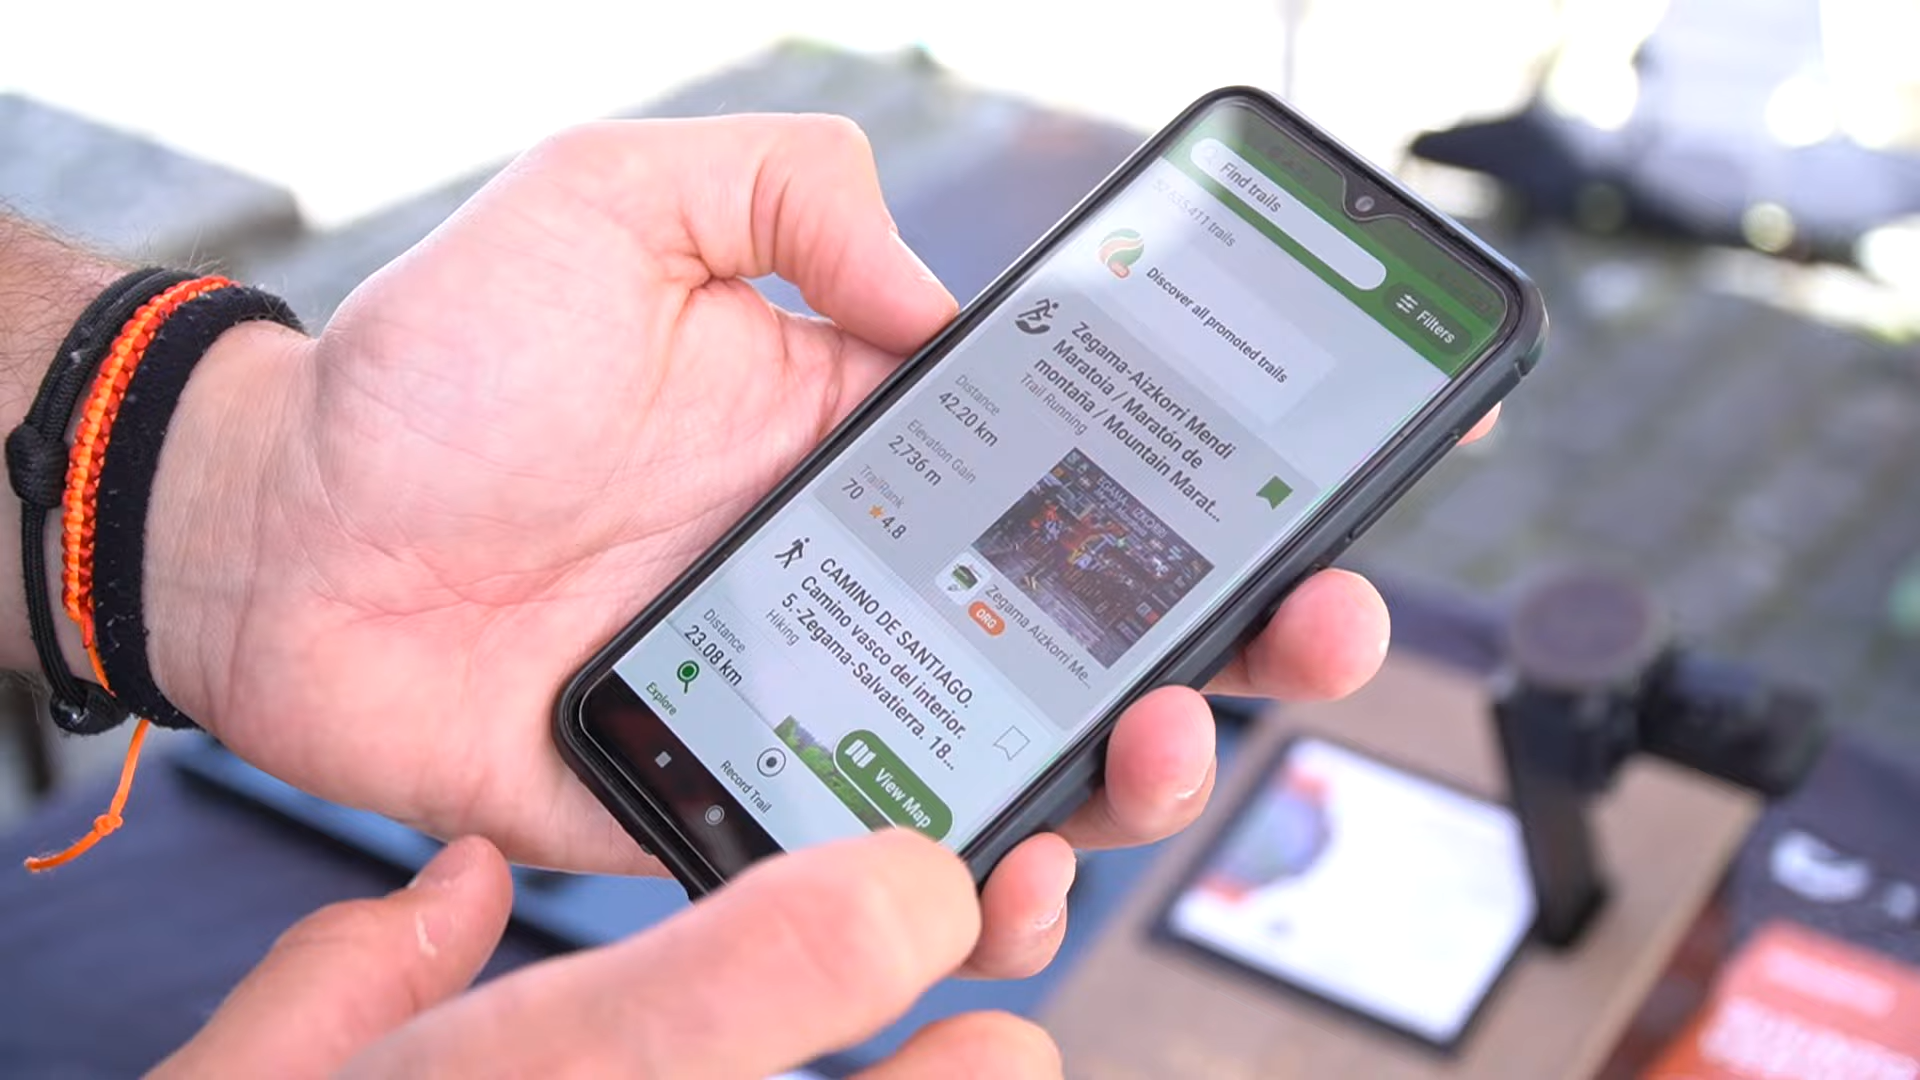 Find trails
Filters
411 trails
Discover all promoted trails
Zegama-Aizkorri Mendi
Maratoia / Maratón de
montaña / Mountain Marat...
Trail Running
Distance
42.20 km
Elevation Gain
2,736 m
TrailRank
70 4.8
Zegama Aizkorri Me...
ORG
CAMINO DE SANTIAGO.
Camino vasco del interior.
5.-Zegama-Salvatierra. 18...
Hiking
Distance
23.08 km
View Map
Explore
Record Trail